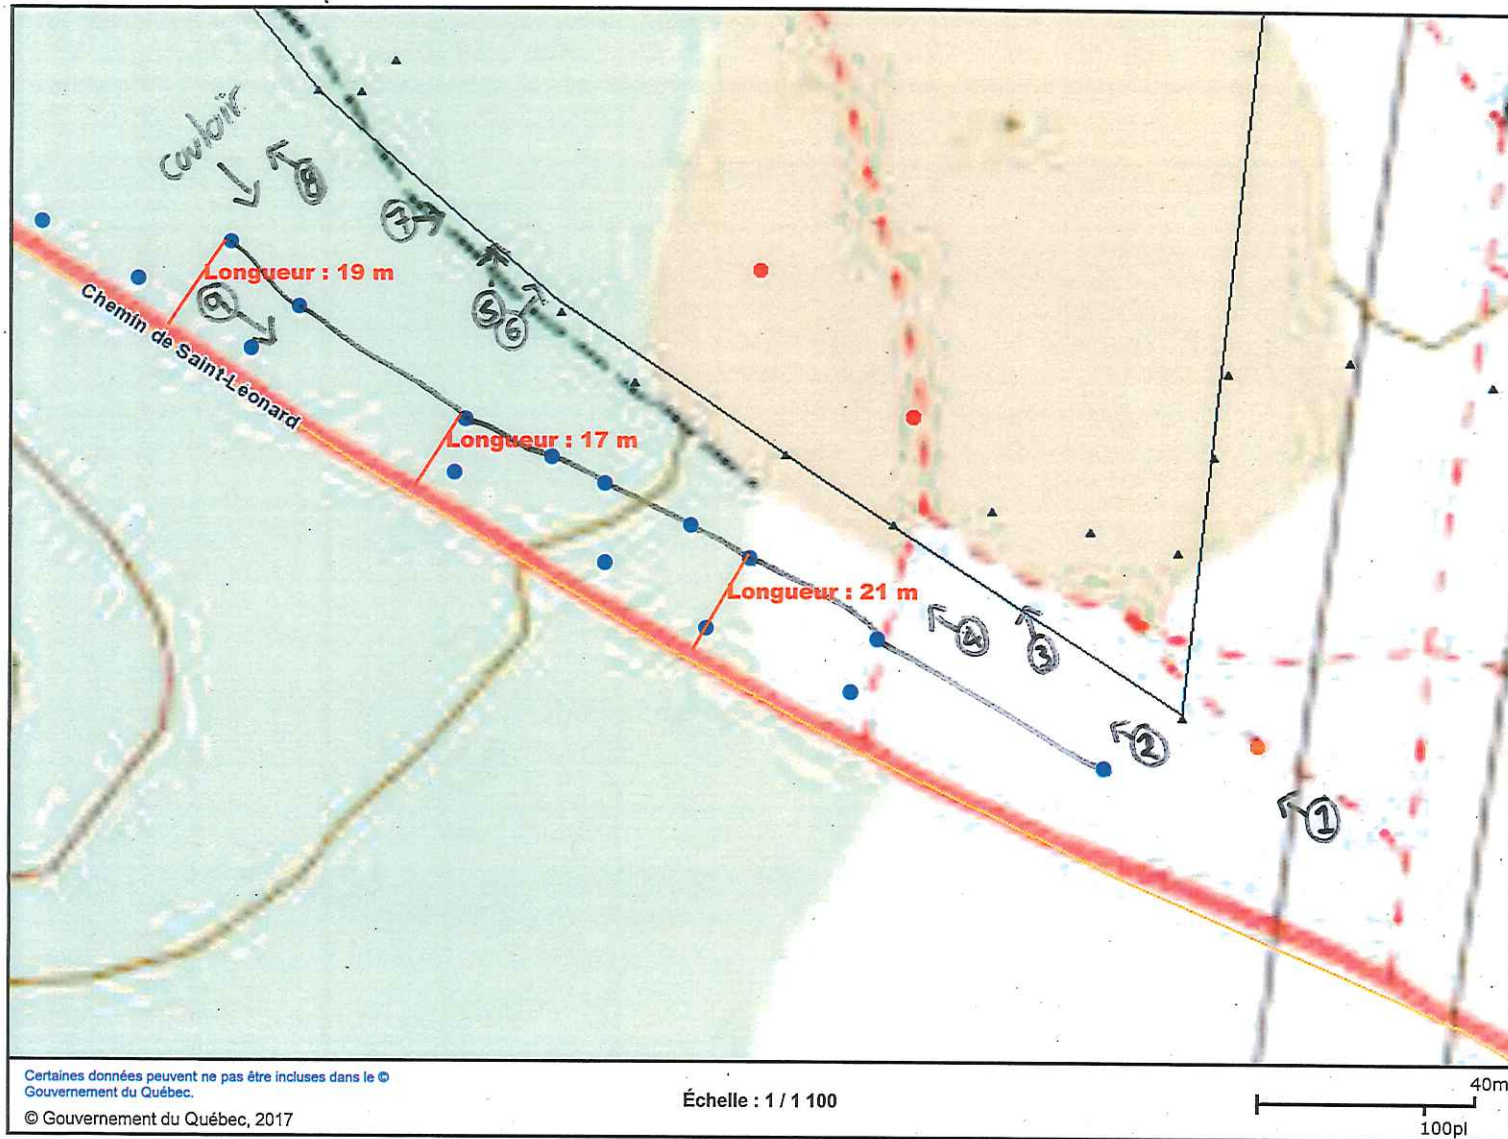 couloir
8
7
Longueur : 19 m
9
5
6
Chemin de Saint-Léonard
Longueur : 17 m
Longueur : 21 m
4
3
2
1
Certaines données peuvent ne pas être incluses dans le ©
Gouvernement du Québec.
© Gouvernement du Québec, 2017
Échelle : 1 / 1 100
40m
100pl